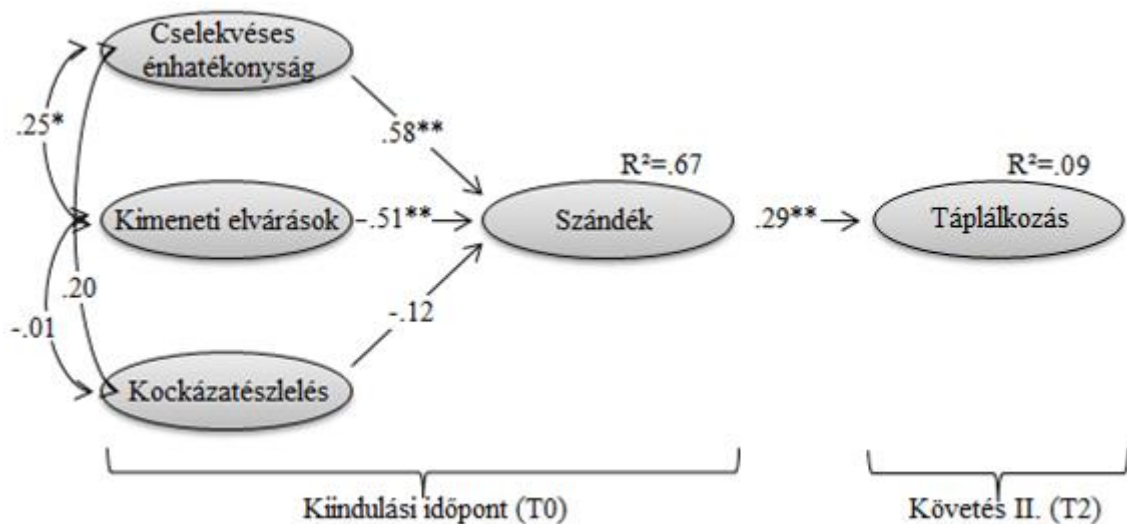 Cselekvéses
énhatékonyság
.25*
.58**
R²=.67
R²=.09
Kimeneti elvárások
-.51**
Szándék
.29**
Táplálkozás
.20
-.01
-.12
Kockázatészlelés
Kiindulási időpont (T0)
Követés II. (T2)